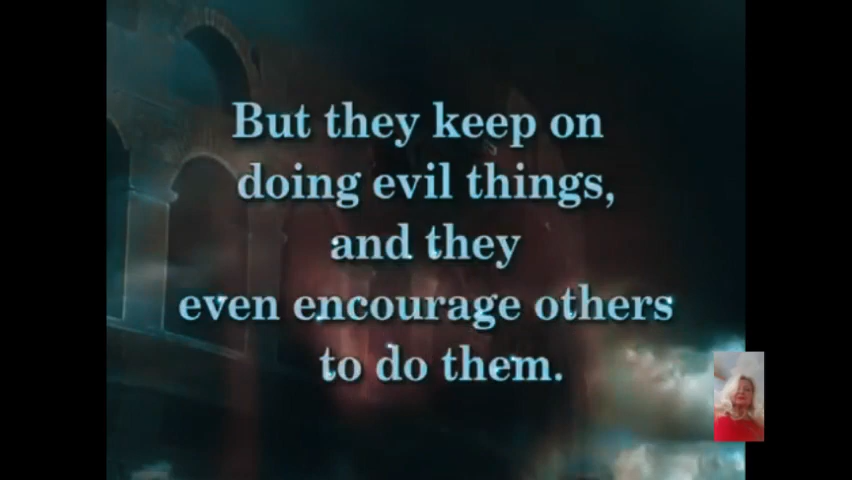 But they keep on
doing evil things,
and they
even encourage others
to do them.